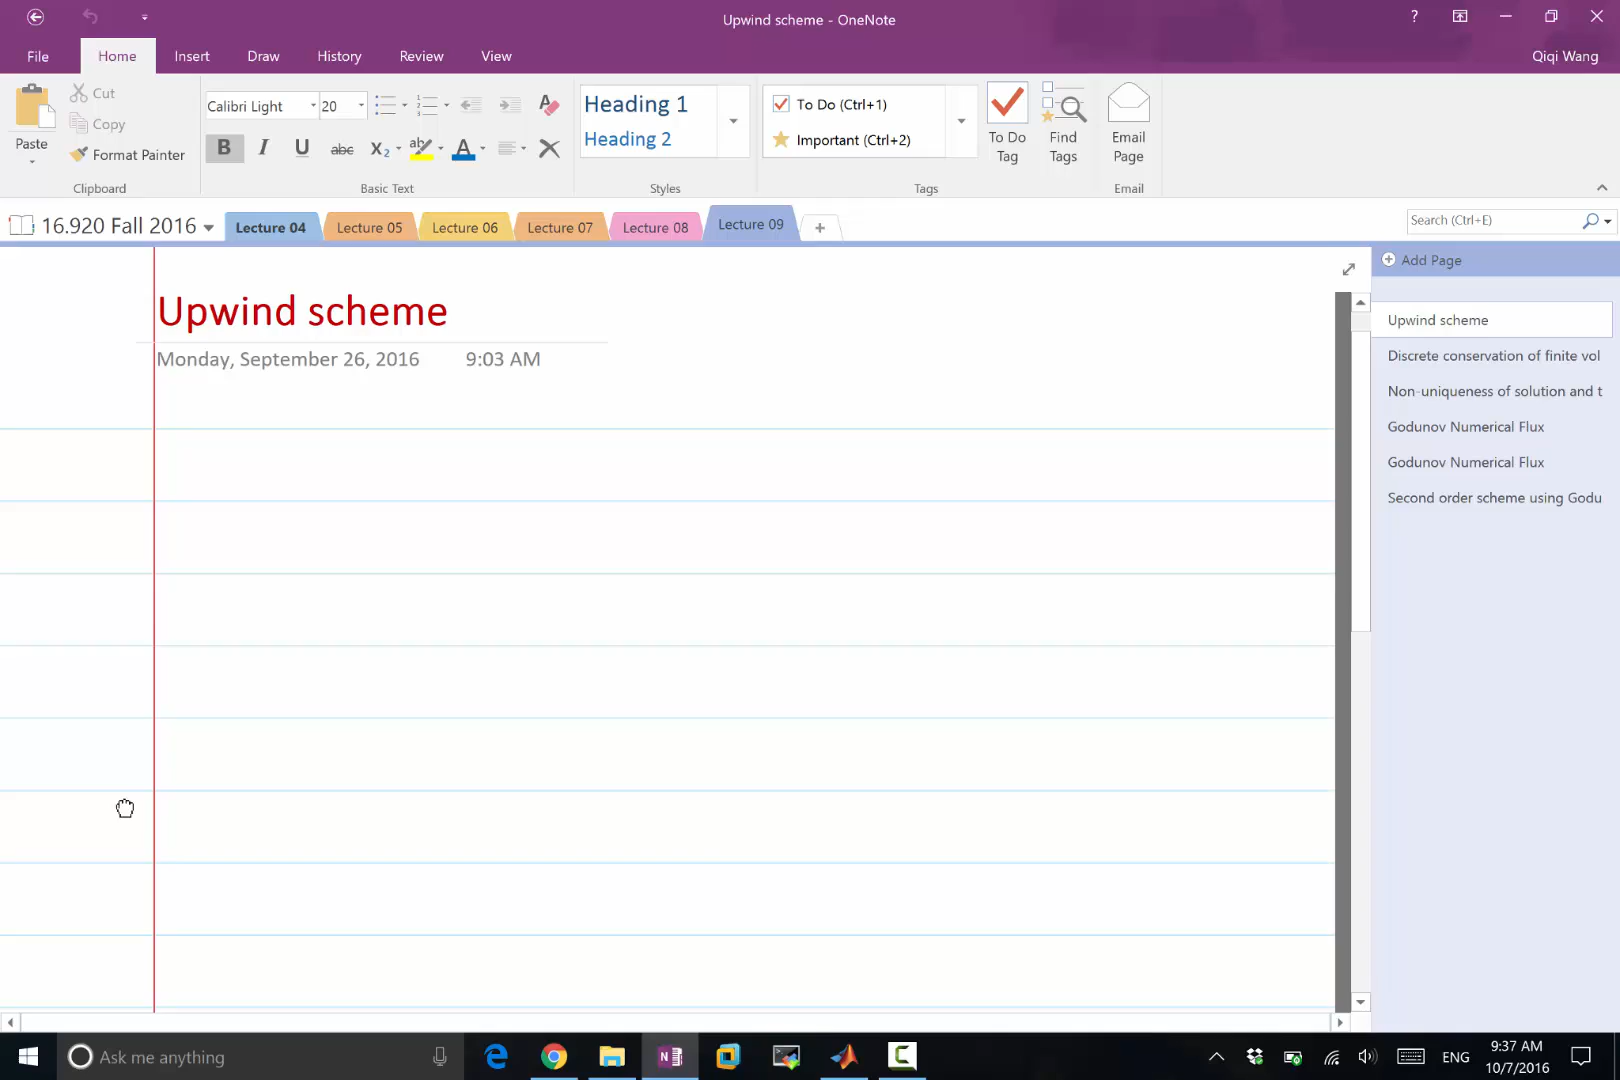 Upwind scheme - OneNote
?
File Home Insert Draw History Review View
Qiqi Wang
Paste
Cut
Copy
Format Painter
Clipboard
Calibri Light 20
B I U abc X₂ ab A
Basic Text
Heading 1
Heading 2
Styles
To Do (Ctrl+1)
Important (Ctrl+2)
To Do
Tag
Find
Tags
Tags
Email
Page
Email
16.920 Fall 2016
Lecture 04 Lecture 05 Lecture 06 Lecture 07 Lecture 08 Lecture 09 +
Search (Ctrl+E)
Add Page
Upwind scheme
Monday, September 26, 2016 9:03 AM
Upwind scheme
Discrete conservation of finite vol
Non-uniqueness of solution and t
Godunov Numerical Flux
Godunov Numerical Flux
Second order scheme using Godu
Ask me anything
N
ENG
9:37 AM
10/7/2016